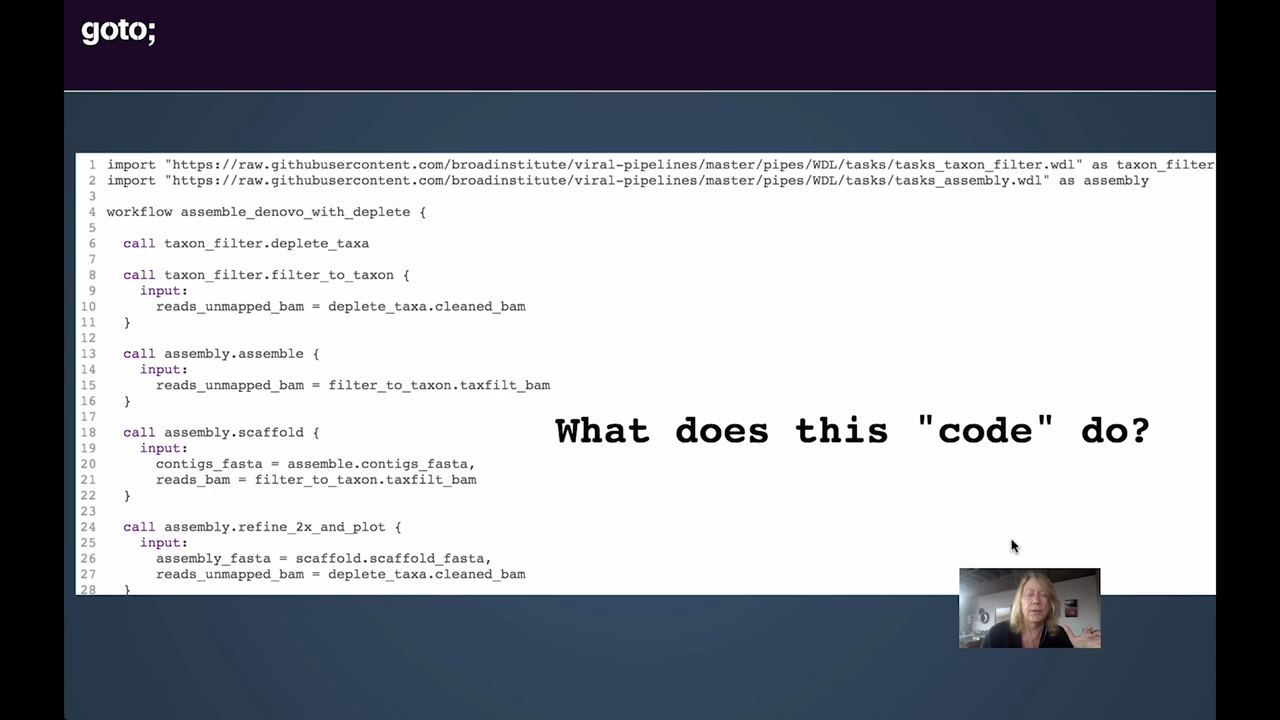 goto;
1 import "https://raw.githubusercontent.com/broadinstitute/viral-pipelines/master/pipes/WDL/tasks/tasks_taxon_filter.wdl" as taxon_filter
2 import "https://raw.githubusercontent.com/broadinstitute/viral-pipelines/master/pipes/WDL/tasks/tasks_assembly.wdl" as assembly
3
4 workflow assemble_denovo_with_deplete {
5
6 call taxon_filter.deplete_taxa
7
8 call taxon_filter.filter_to_taxon {
9 input:
10 reads_unmapped_bam = deplete_taxa.cleaned_bam
11 }
12
13 call assembly.assemble {
14 input:
15 reads_unmapped_bam = filter_to_taxon.taxfilt_bam
16 }
17
18 call assembly.scaffold {
19 input:
20 contigs_fasta = assemble.contigs_fasta,
21 reads_bam = filter_to_taxon.taxfilt_bam
22 }
23
24 call assembly.refine_2x_and_plot {
25 input:
26 assembly_fasta = scaffold.scaffold_fasta,
27 reads_unmapped_bam = deplete_taxa.cleaned_bam
28 }
What does this "code" do?